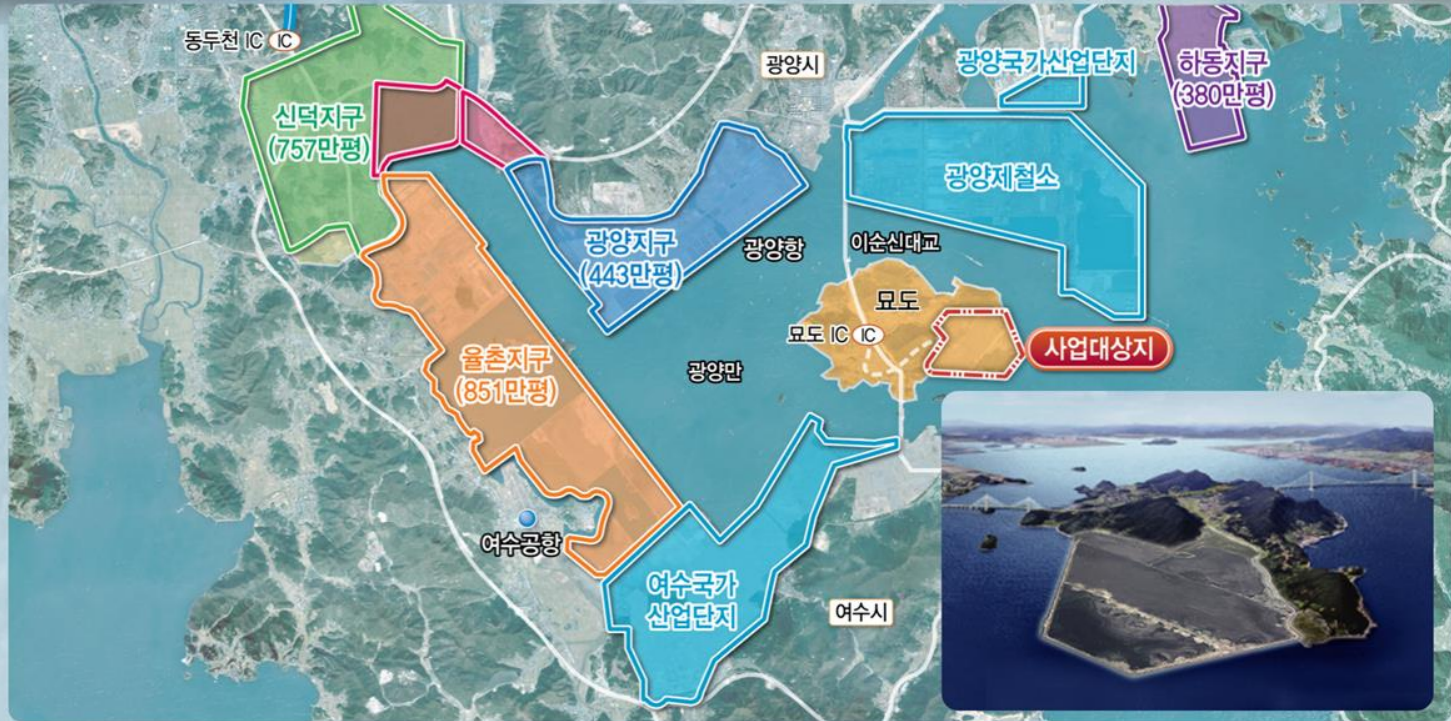 동두천 IC IC
광양시
광양국가산업단지
하동지구
(380만평)
신덕지구
(757만평)
광양제철소
광양지구
(443만평)
광양항
이순신대교
묘도
묘도 IC IC
사업대상지
율촌지구
(851만평)
광양만
여수공항
여수국가
산업단지
여수시